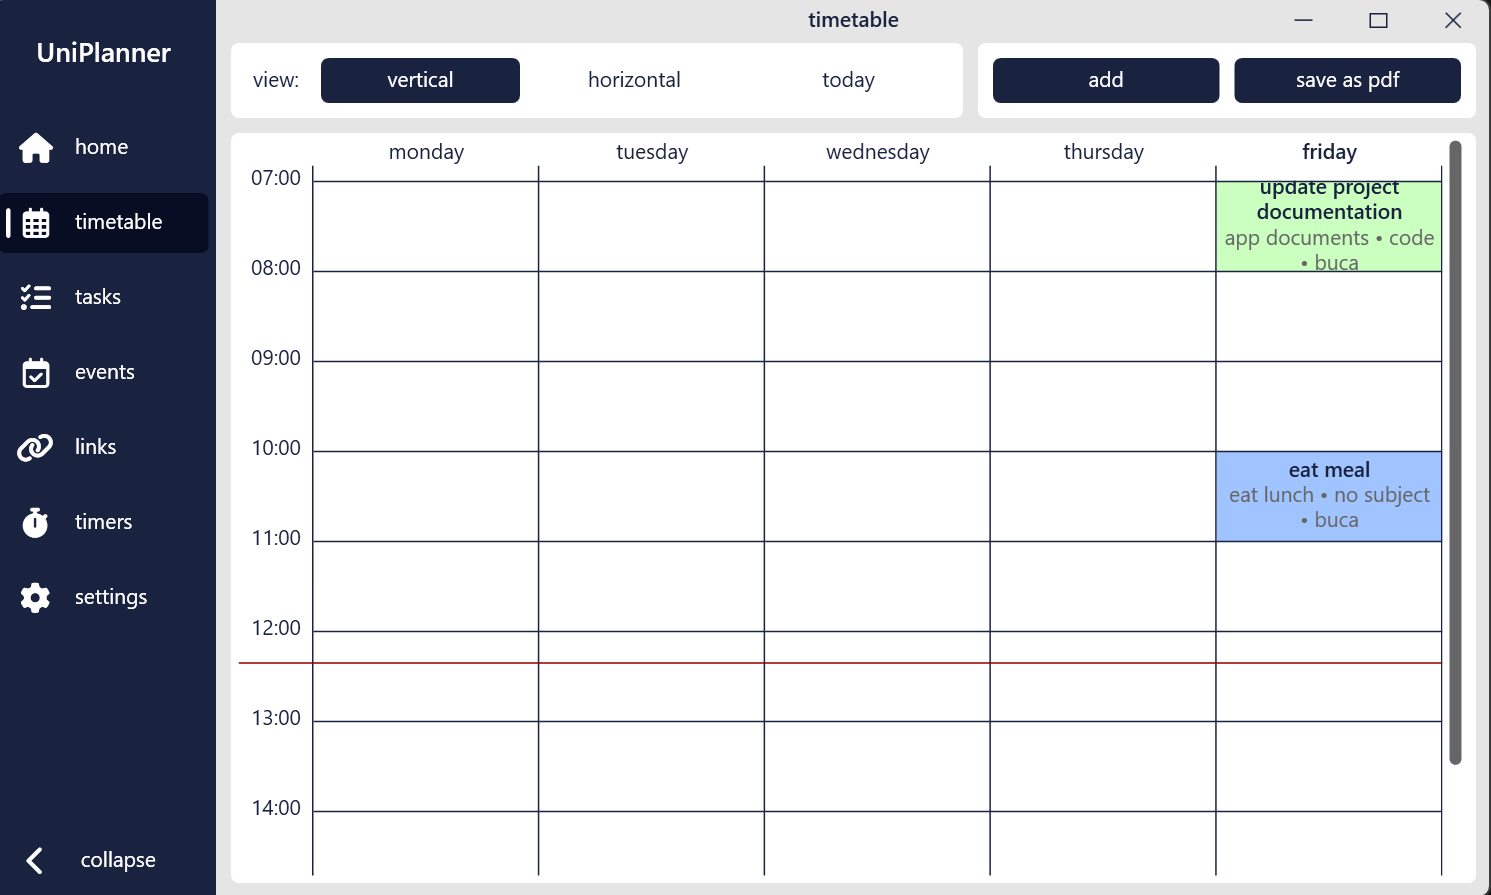 timetable
UniPlanner
view:
vertical
horizontal
today
add
save as pdf
home
timetable
tasks
events
links
timers
settings
collapse
monday
tuesday
wednesday
thursday
friday
07:00
update project
documentation
app documents • code
• buca
08:00
09:00
10:00
eat meal
eat lunch • no subject
• buca
11:00
12:00
13:00
14:00